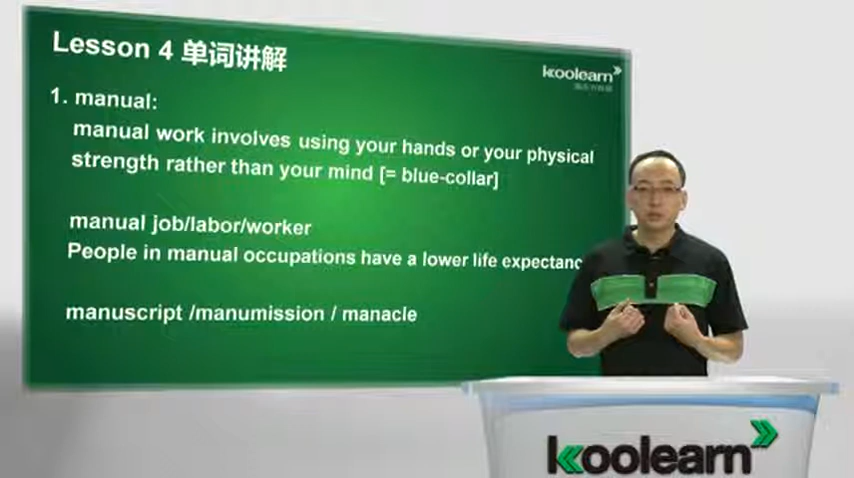 Lesson 4 单词讲解
koolearn
1. manual:
manual work involves using your hands or your physical
strength rather than your mind [= blue-collar]
manual job/labor/worker
People in manual occupations have a lower life expectanc
manuscript /manumission / manacle
koolearn